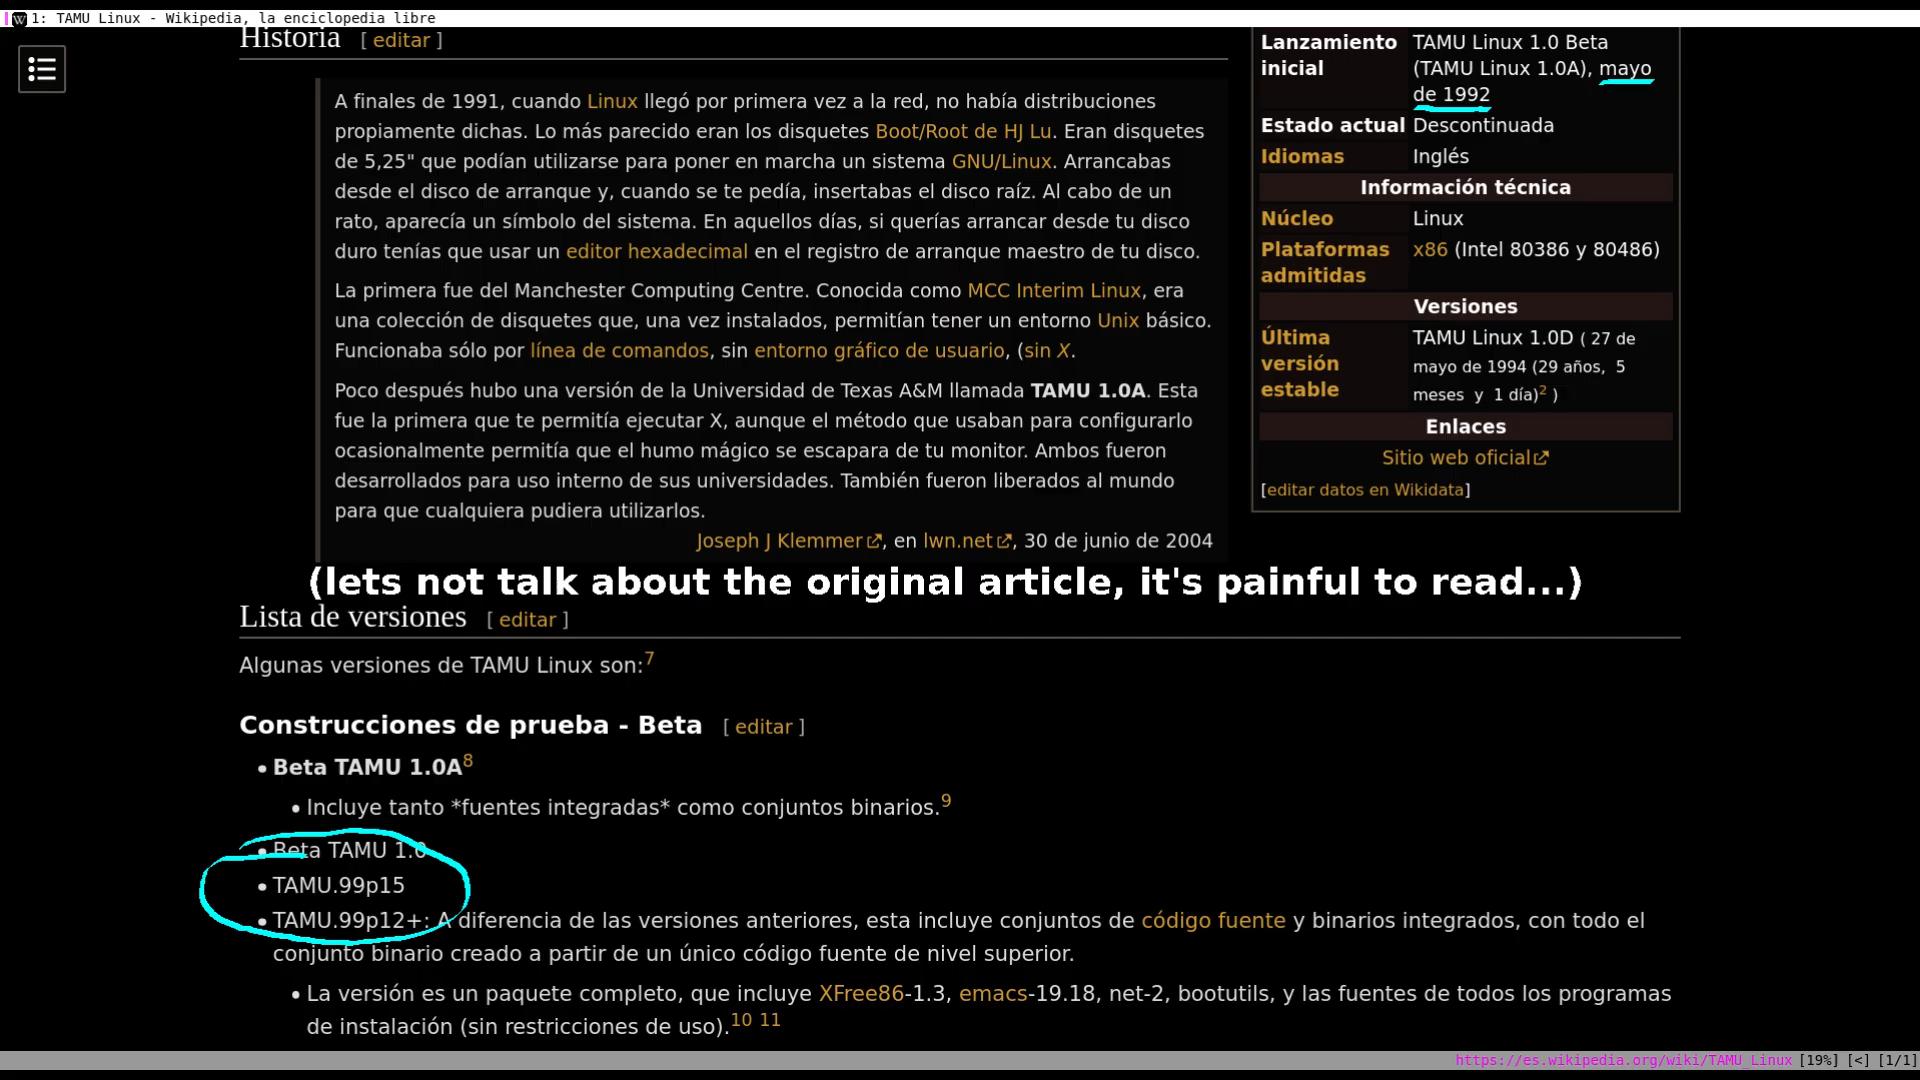 1: TAMU Linux - Wikipedia, la enciclopedia libre
Historia [ editar ]
A finales de 1991, cuando Linux llegó por primera vez a la red, no había distribuciones
propiamente dichas. Lo más parecido eran los disquetes Boot/Root de HJ Lu. Eran disquetes
de 5,25" que podían utilizarse para poner en marcha un sistema GNU/Linux. Arrancabas
desde el disco de arranque y, cuando se te pedía, insertabas el disco raíz. Al cabo de un
rato, aparecía un símbolo del sistema. En aquellos días, si querías arrancar desde tu disco
duro tenías que usar un editor hexadecimal en el registro de arranque maestro de tu disco.
La primera fue del Manchester Computing Centre. Conocida como MCC Interim Linux, era
una colección de disquetes que, una vez instalados, permitían tener un entorno Unix básico.
Funcionaba sólo por línea de comandos, sin entorno gráfico de usuario, (sin X.
Poco después hubo una versión de la Universidad de Texas A&M llamada TAMU 1.0A. Esta
fue la primera que te permitía ejecutar X, aunque el método que usaban para configurarlo
ocasionalmente permitía que el humo mágico se escapara de tu monitor. Ambos fueron
desarrollados para uso interno de sus universidades. También fueron liberados al mundo
para que cualquiera pudiera utilizarlos.
Joseph J Klemmer, en lwn.net, 30 de junio de 2004
Lanzamiento inicial TAMU Linux 1.0 Beta
(TAMU Linux 1.0A), mayo
de 1992
Estado actual Descontinuada
Idiomas Inglés
Información técnica
Núcleo Linux
Plataformas admitidas x86 (Intel 80386 y 80486)
Versiones
Última versión estable TAMU Linux 1.0D ( 27 de
mayo de 1994 (29 años, 5
meses y 1 día)2 )
Enlaces
Sitio web oficial
[editar datos en Wikidata]
(lets not talk about the original article, it's painful to read...)
Lista de versiones [ editar ]
Algunas versiones de TAMU Linux son:7
Construcciones de prueba - Beta [ editar ]
• Beta TAMU 1.0A8
• Incluye tanto *fuentes integradas* como conjuntos binarios.9
• Beta TAMU 1.0
• TAMU.99p15
• TAMU.99p12+: A diferencia de las versiones anteriores, esta incluye conjuntos de código fuente y binarios integrados, con todo el
conjunto binario creado a partir de un único código fuente de nivel superior.
• La versión es un paquete completo, que incluye XFree86-1.3, emacs-19.18, net-2, bootutils, y las fuentes de todos los programas
de instalación (sin restricciones de uso).10 11
https://es.wikipedia.org/wiki/TAMU_Linux [19%] [<] [1/1]